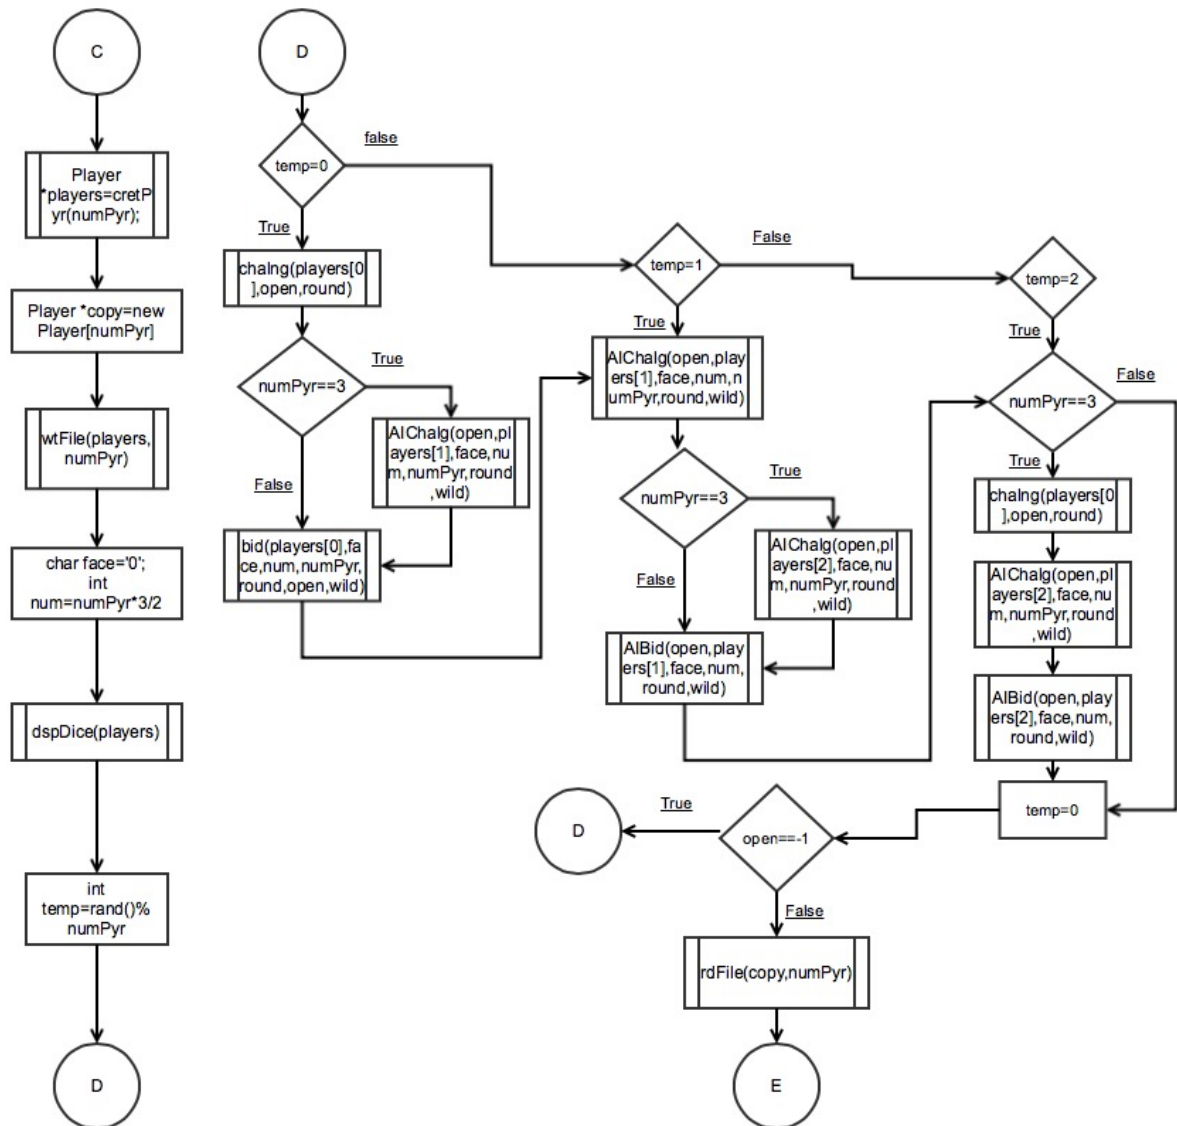 C
Player
*players=cretP
yr(numPyr);
Player *copy=new
Player[numPyr]
wtFile(players,
numPyr)
char face='0';
int
num=numPyr*3/2
dspDice(players)
int
temp=rand()%
numPyr
D
D
temp=0
false
True
chalng(players[0
],open,round)
numPyr==3
True
AIChalg(open,pl
ayers[1],face,nu
m,numPyr,round
,wild)
False
bid(players[0],fa
ce,num,numPyr,
round,open,wild)
temp=1
False
True
AIChalg(open,play
ers[1],face,num,n
umPyr,round,wild)
numPyr==3
True
AIChalg(open,pl
ayers[2],face,nu
m,numPyr,round
,wild)
False
AIBid(open,play
ers[1],face,num,
round,wild)
temp=2
True
numPyr==3
False
True
chalng(players[0
],open,round)
AIChalg(open,pl
ayers[2],face,nu
m,numPyr,round
,wild)
AIBid(open,play
ers[2],face,num,
round,wild)
temp=0
open==-1
True
D
False
rdFile(copy,numPyr)
E